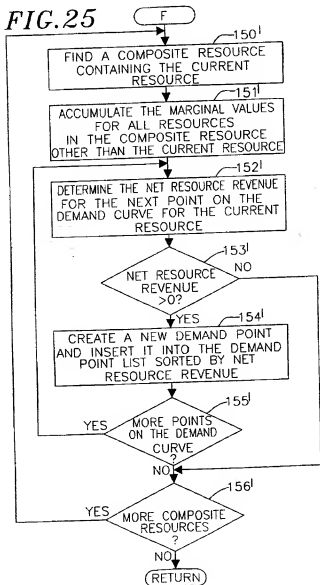 FIG.25
F
150'
FIND A COMPOSITE RESOURCE
CONTAINING THE CURRENT
RESOURCE
151'
ACCUMULATE THE MARGINAL VALUES
FOR ALL RESOURCES
IN THE COMPOSITE RESOURCE
OTHER THAN THE CURRENT RESOURCE
152'
DETERMINE THE NET RESOURCE REVENUE
FOR THE NEXT POINT ON THE
DEMAND CURVE FOR THE CURRENT
RESOURCE
153'
NET RESOURCE
REVENUE
>0?
NO
YES
154'
CREATE A NEW DEMAND POINT
AND INSERT IT INTO THE DEMAND
POINT LIST SORTED BY NET
RESOURCE REVENUE
155'
YES
MORE POINTS
ON THE DEMAND
CURVE
?
NO
156'
YES
MORE COMPOSITE
RESOURCES
?
NO
RETURN